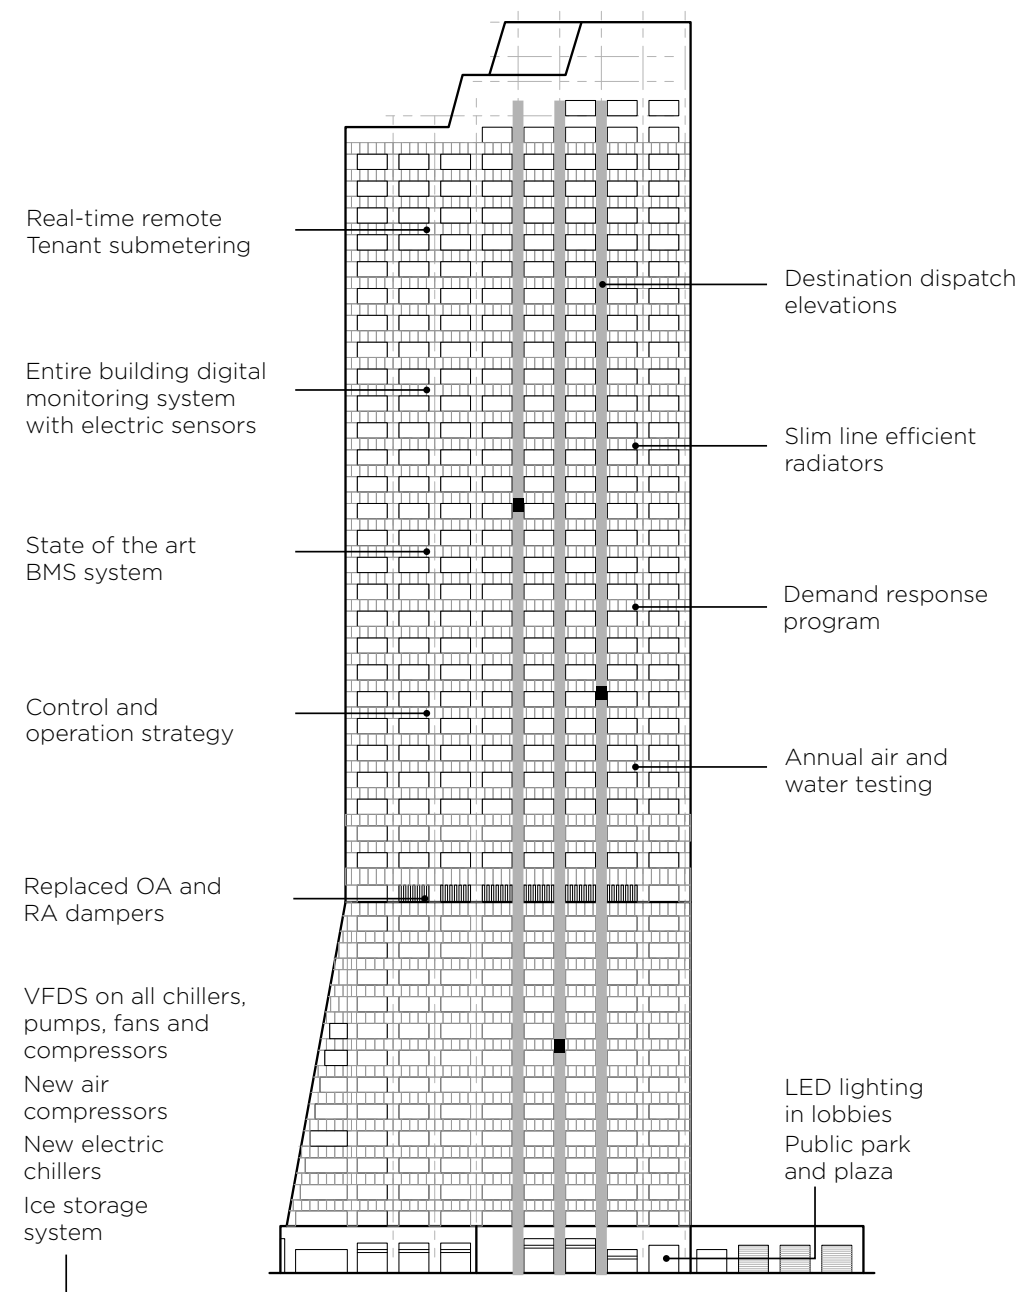 Real-time remote
Tenant submetering
Entire building digital
monitoring system
with electric sensors
State of the art
BMS system
Control and
operation strategy
Replaced OA and
RA dampers
VFDS on all chillers,
pumps, fans and
compressors
New air
compressors
New electric
chillers
Ice storage
system
Destination dispatch
elevations
Slim line efficient
radiators
Demand response
program
Annual air and
water testing
LED lighting
in lobbies
Public park
and plaza